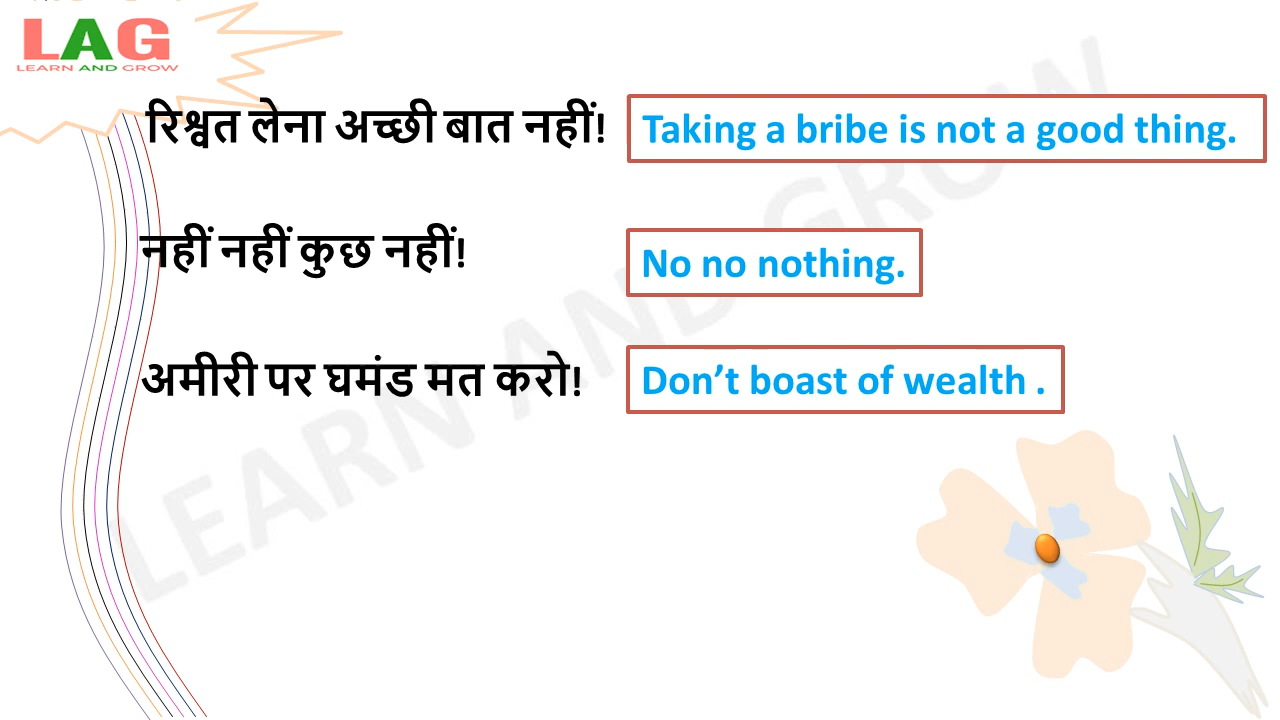 LAG
LEARN AND GROW
रिश्वत लेना अच्छी बात नहीं! Taking a bribe is not a good thing.
नहीं नहीं कुछ नहीं! No no nothing.
अमीरी पर घमंड मत करो! Don’t boast of wealth .
LEARN AND GROW